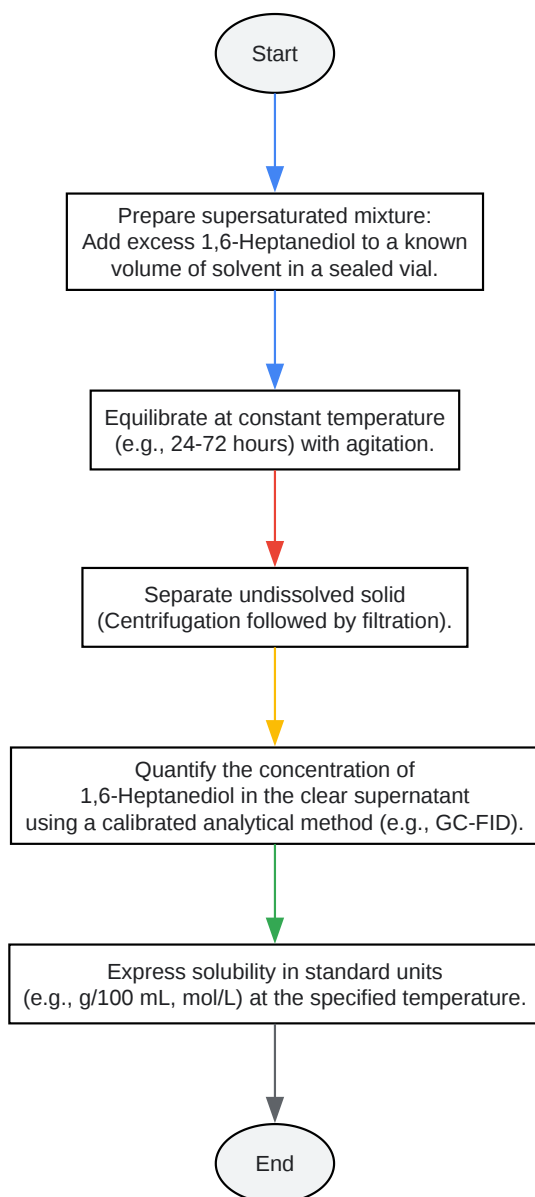 Start
Prepare supersaturated mixture:
Add excess 1,6-Heptanediol to a known
volume of solvent in a sealed vial.
Equilibrate at constant temperature
(e.g., 24-72 hours) with agitation.
Separate undissolved solid
(Centrifugation followed by filtration).
Quantify the concentration of
1,6-Heptanediol in the clear supernatant
using a calibrated analytical method (e.g., GC-FID).
Express solubility in standard units
(e.g., g/100 mL, mol/L) at the specified temperature.
End